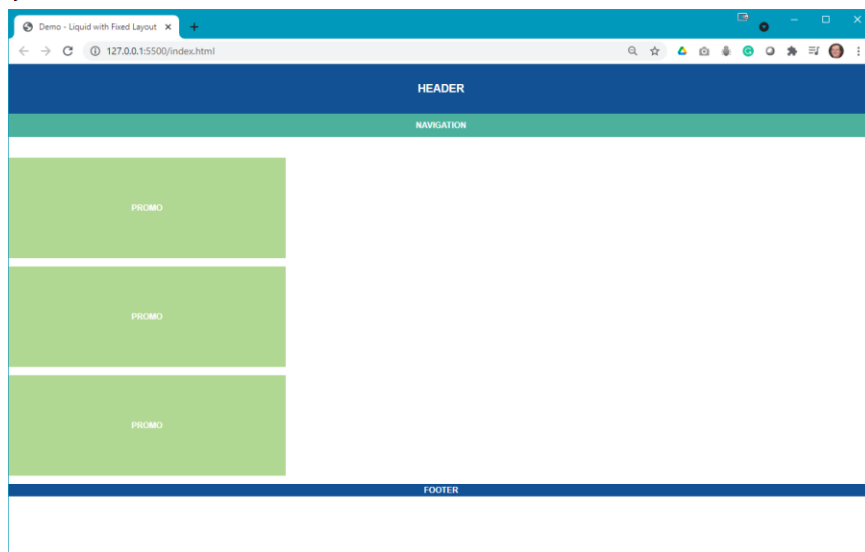 Demo - Liquid with Fixed Layout
127.0.0.1:5500/index.html
HEADER
NAVIGATION
PROMO
PROMO
PROMO
FOOTER